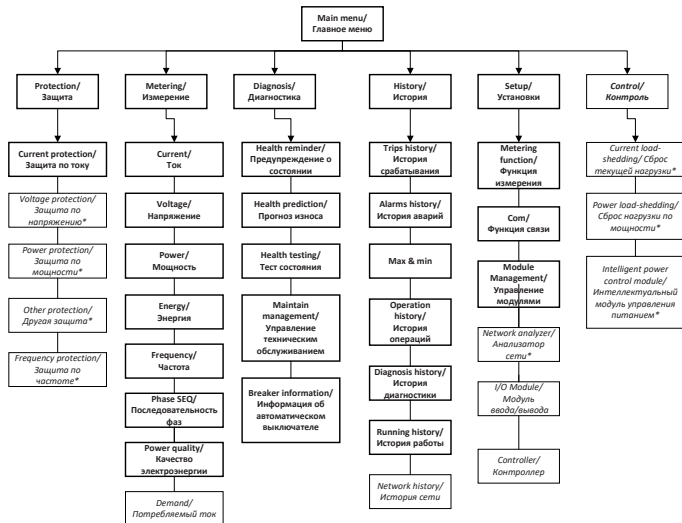 Main menu/
Главное меню
Protection/
Защита
Metering/
Измерение
Diagnosis/
Диагностика
History/
История
Setup/
Установки
Control/
Контроль
Current protection/
Защита по току
Voltage protection/
Защита по
напряжению*
Power protection/
Защита по
мощности*
Other protection/
Другая защита*
Frequency protection/
Защита по
частоте*
Current/
Ток
Voltage/
Напряжение
Power/
Мощность
Energy/
Энергия
Frequency/
Частота
Phase SEQ/
Последовательность
фаз
Power quality/
Качество
электроэнергии
Demand/
Потребляемый ток
Health reminder/
Предупреждение о
состоянии
Health prediction/
Прогноз износа
Health testing/
Тест состояния
Maintain
management/
Управление
техническим
обслуживанием
Breaker information/
Информация об
автоматическом
выключателе
Trips history/
История
срабатывания
Alarms history/
История аварий
Max & min
Operation
history/
История
операций
Diagnosis history/
История
диагностики
Running history/
История работы
Network history/
История сети
Metering
function/
Функция
измерения
Com/
Функция связи
Module
Management/
Управление
модулями
Network analyzer/
Анализатор
сети*
I/O Module/
Модуль
ввода/вывода
Controller/
Контроллер
Current load-
shedding/ Сброс
текущей нагрузки*
Power load-shedding/
Сброс нагрузки по
мощности*
Intelligent power
control module/
Интеллектуальный
модуль управления
питанием*